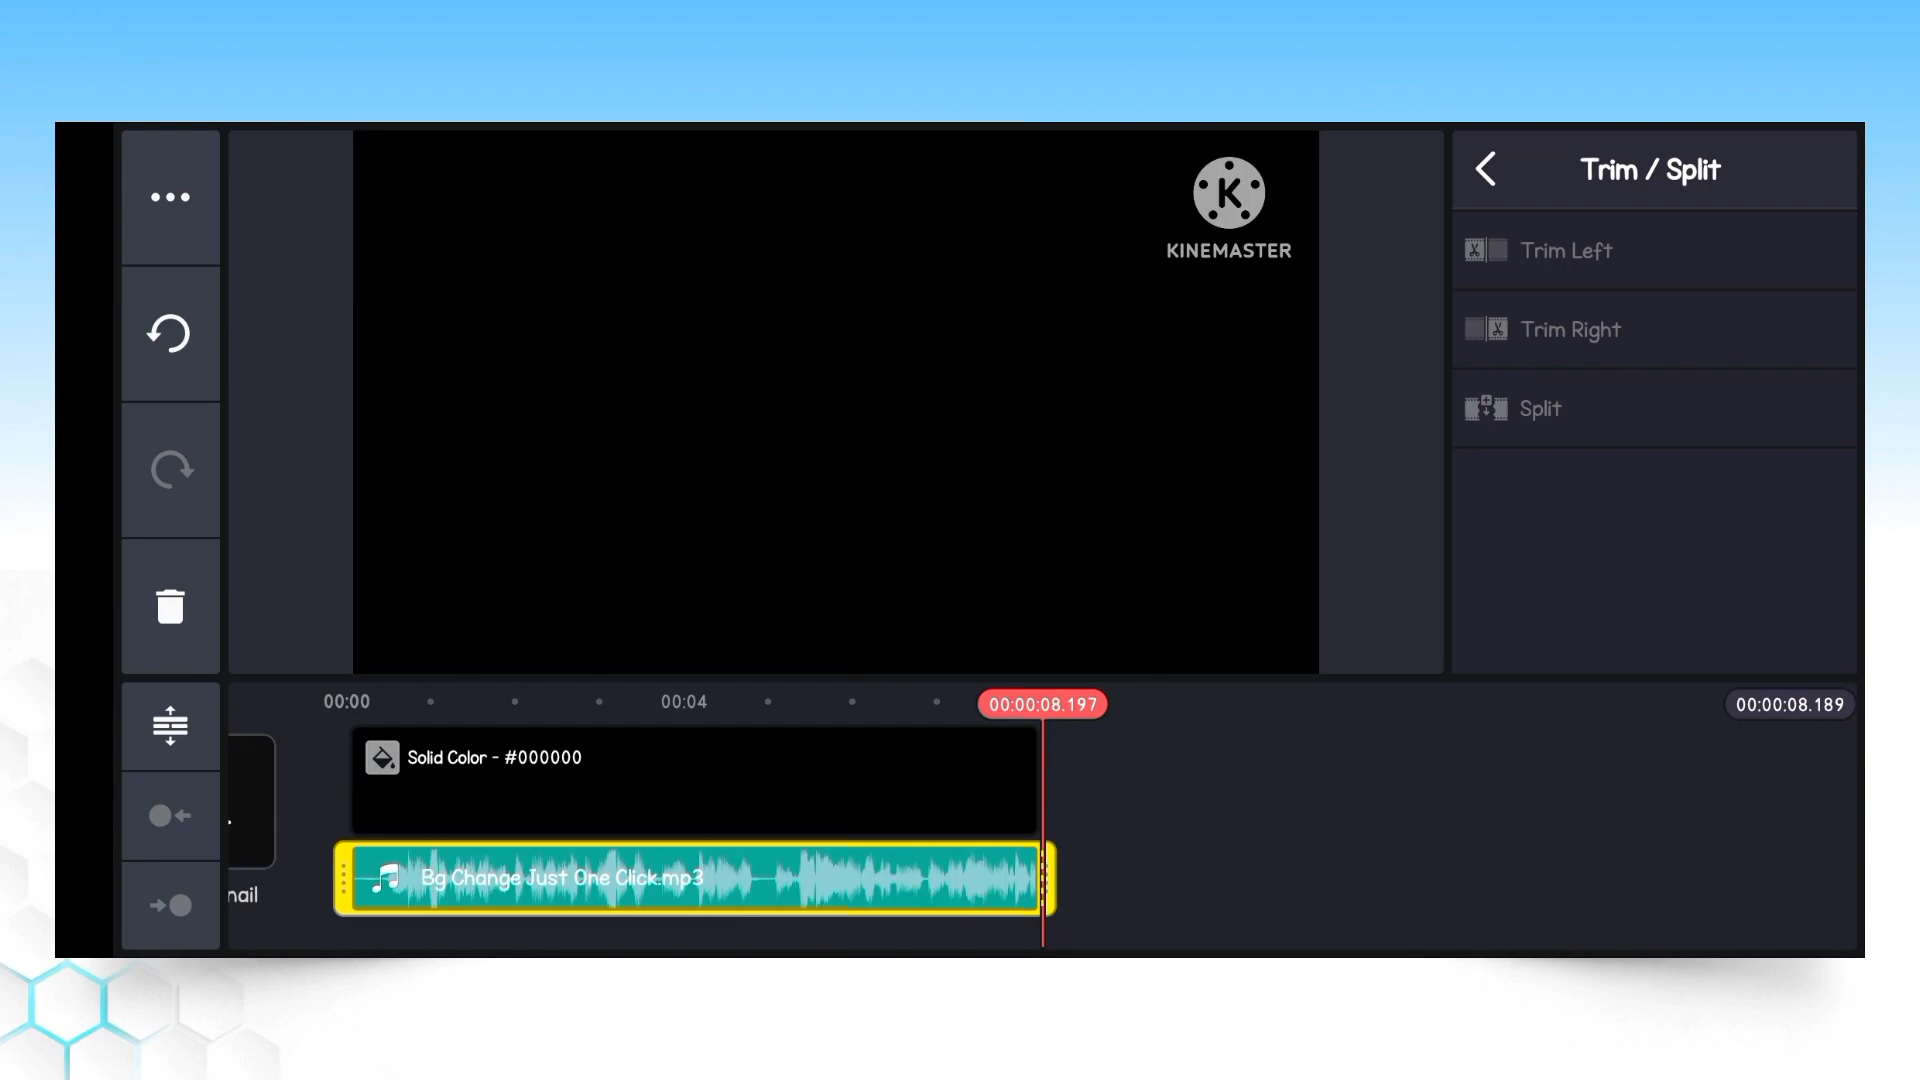 K
KINEMASTER
Trim / Split
Trim Left
Trim Right
Split
00:00
00:04
00:00:08.197
00:00:08.189
Solid Color - #000000
Bg Change Just One Click.mp3
nail